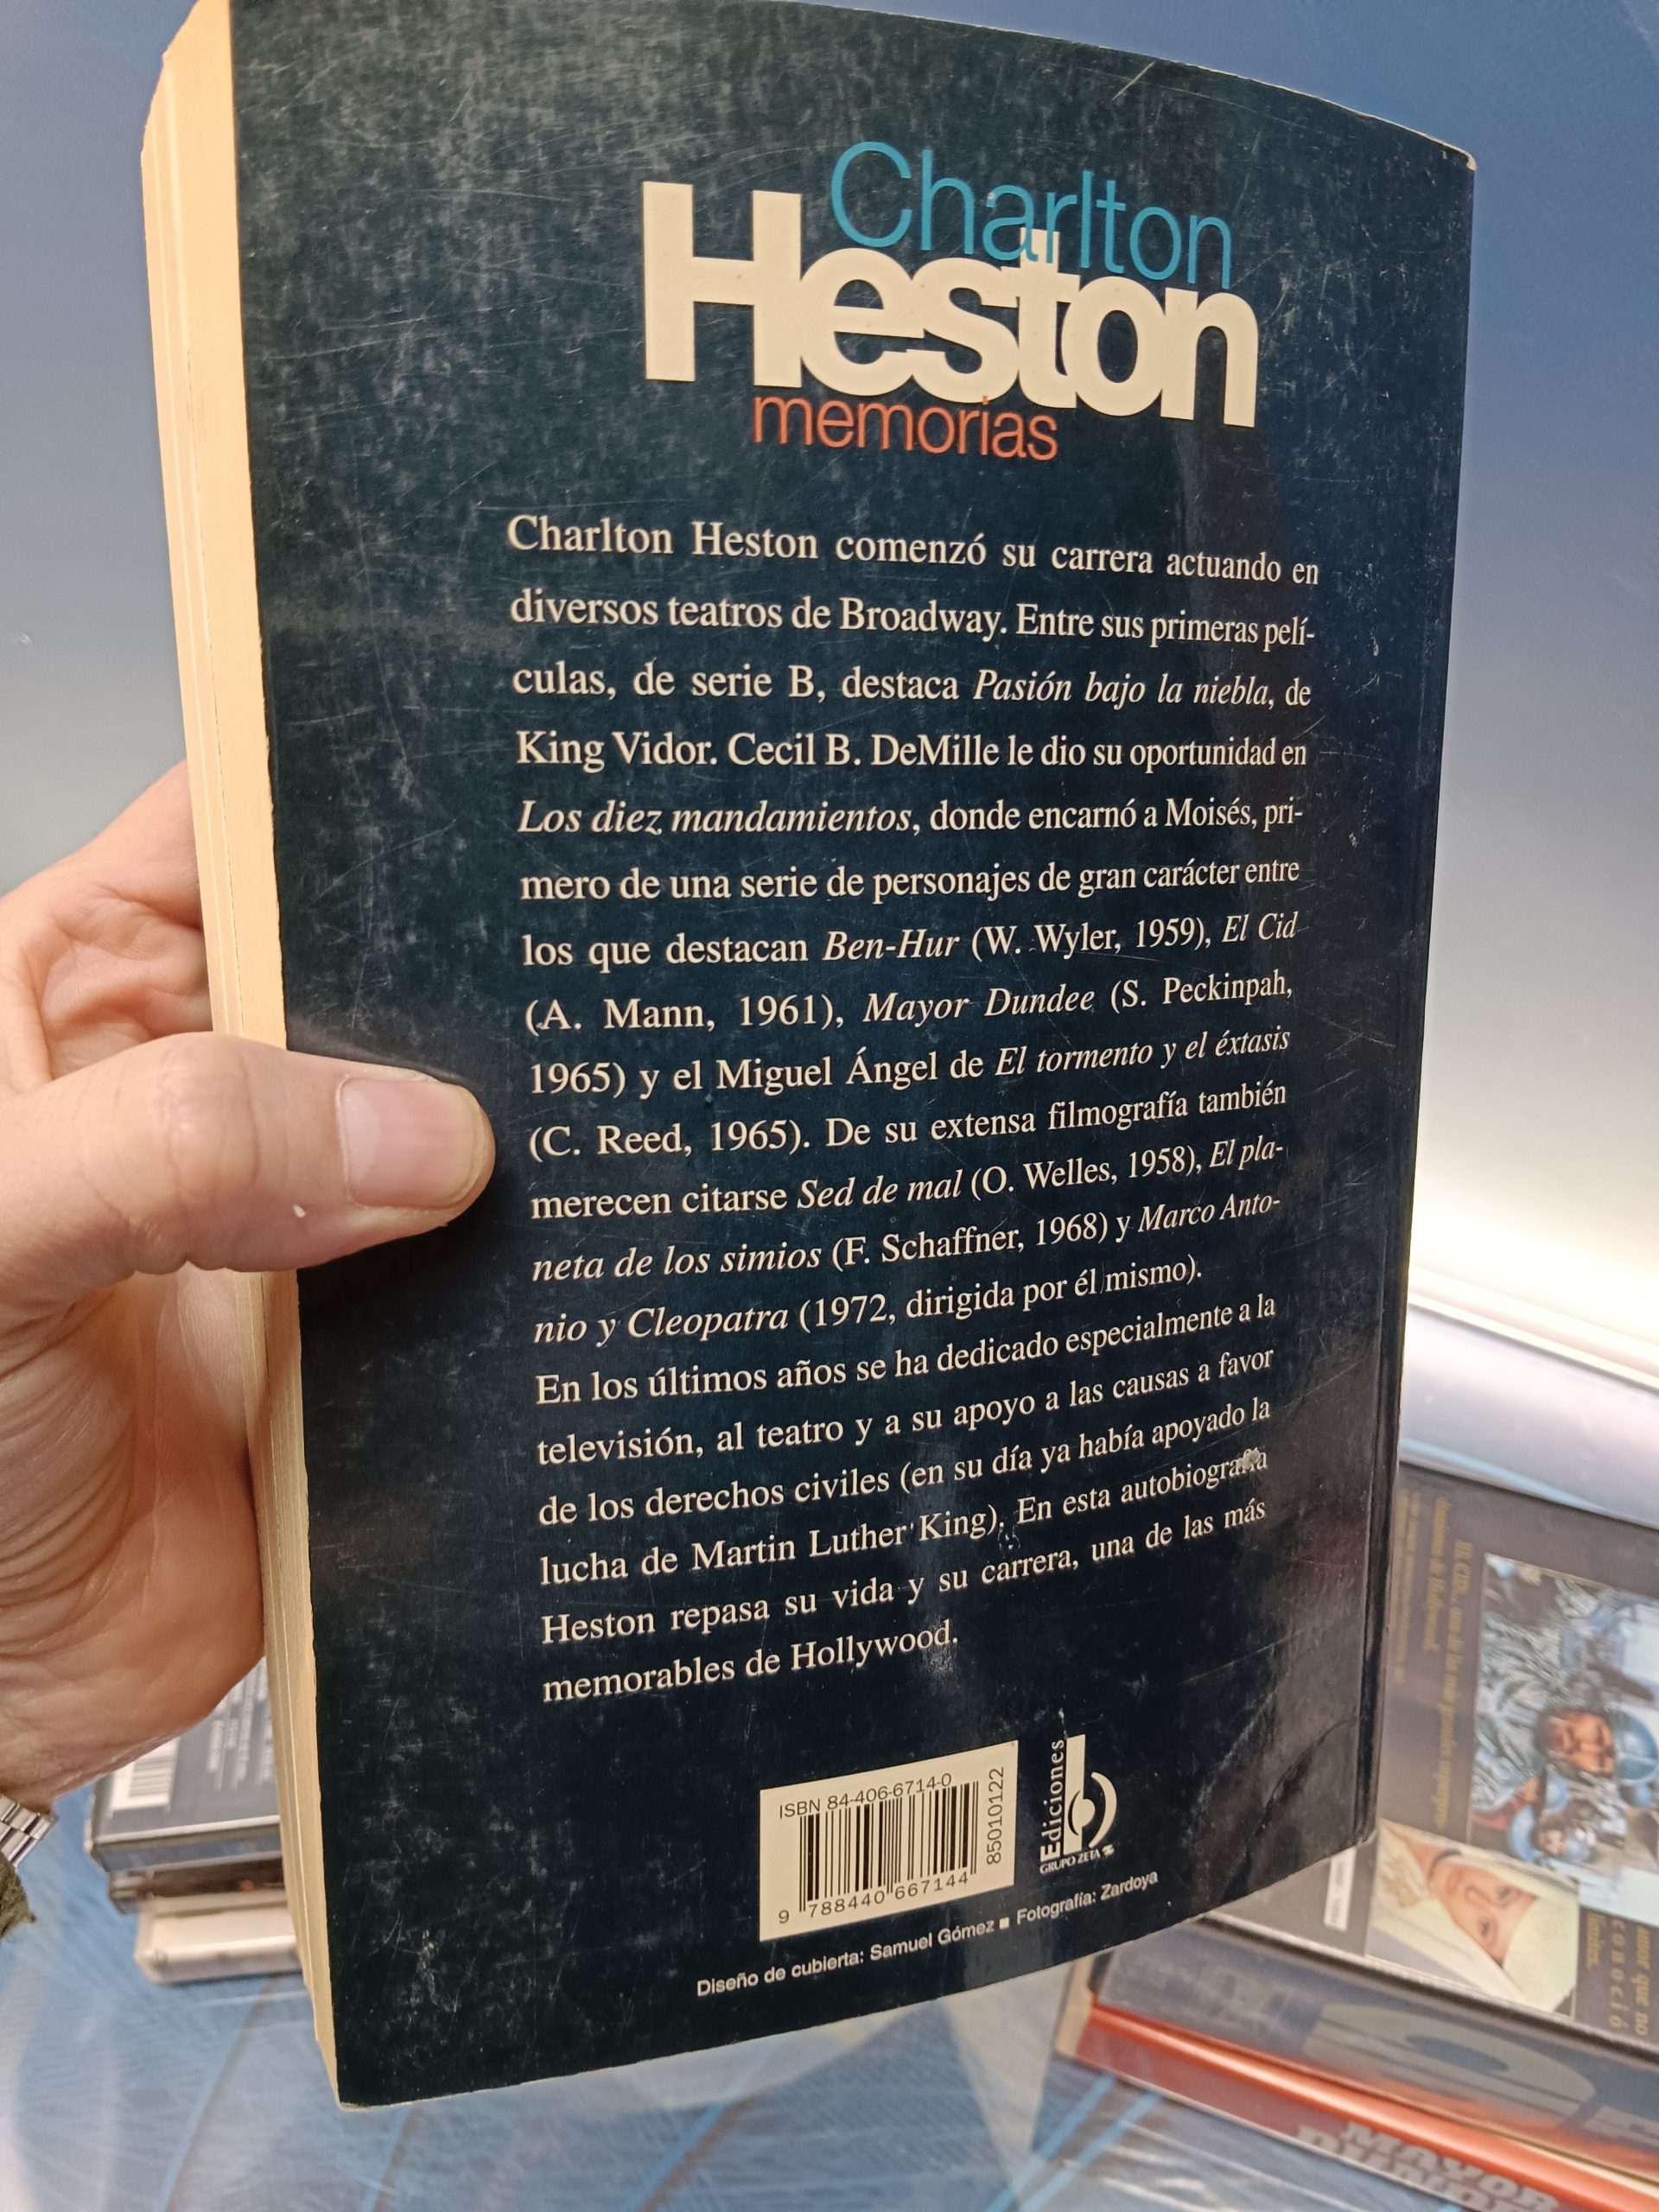 Charlton
Heston
memorias
Charlton Heston comenzó su carrera actuando en
diversos teatros de Broadway. Entre sus primeras pelí-
culas, de serie B, destaca Pasión bajo la niebla, de
King Vidor. Cecil B. DeMille le dio su oportunidad en
Los diez mandamientos, donde encarnó a Moisés, pri-
mero de una serie de personajes de gran carácter entre
los que destacan Ben-Hur (W. Wyler, 1959), El Cid
(A. Mann, 1961), Mayor Dundee (S. Peckinpah,
1965) y el Miguel Ángel de El tormento y el éxtasis
(C. Reed, 1965). De su extensa filmografía también
merecen citarse Sed de mal (O. Welles, 1958), El pla-
neta de los simios (F. Schaffner, 1968) y Marco Anto-
nio y Cleopatra (1972, dirigida por él mismo).
En los últimos años se ha dedicado especialmente a la
televisión, al teatro y a su apoyo a las causas a favor
de los derechos civiles (en su día ya había apoyado la
lucha de Martin Luther King). En esta autobiografía
Heston repasa su vida y su carrera, una de las más
memorables de Hollywood.
ISBN 84-406-6714-0
9 788440 667144
85010122
Ediciones b
GRUPO ZETA
Diseño de cubierta: Samuel Gómez ■ Fotografía: Zardoya
EL CID
amor que no
conoció
límites.
MAYOR